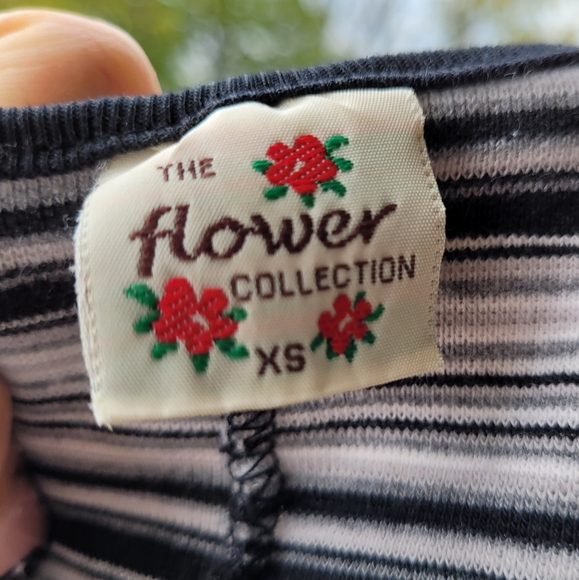 THE
flower
COLLECTION
XS